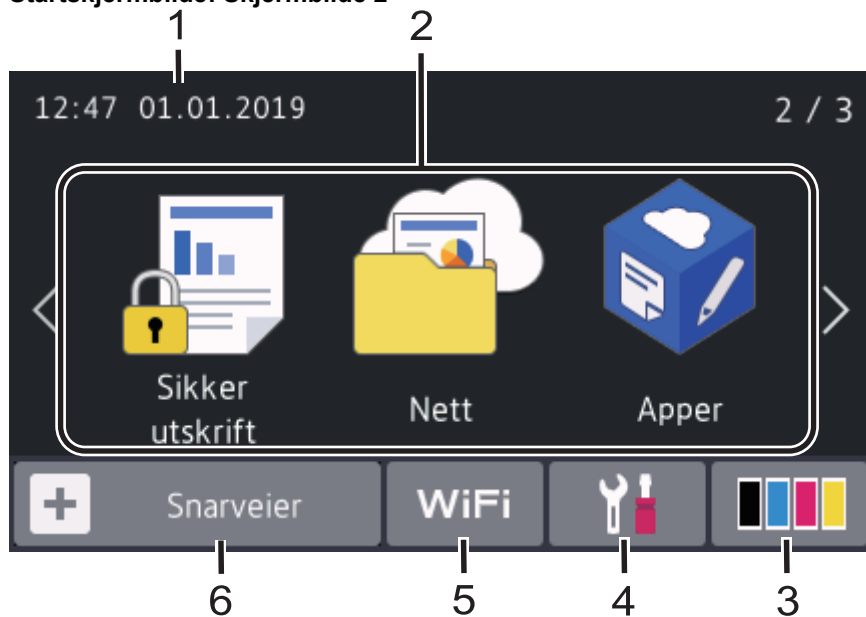 Startskjermbilde: Skjermbilde 2
1 2
12:47 01.01.2019 2 / 3
Sikker
utskrift
Nett
Apper
Snarveier
WiFi
6 5 4 3